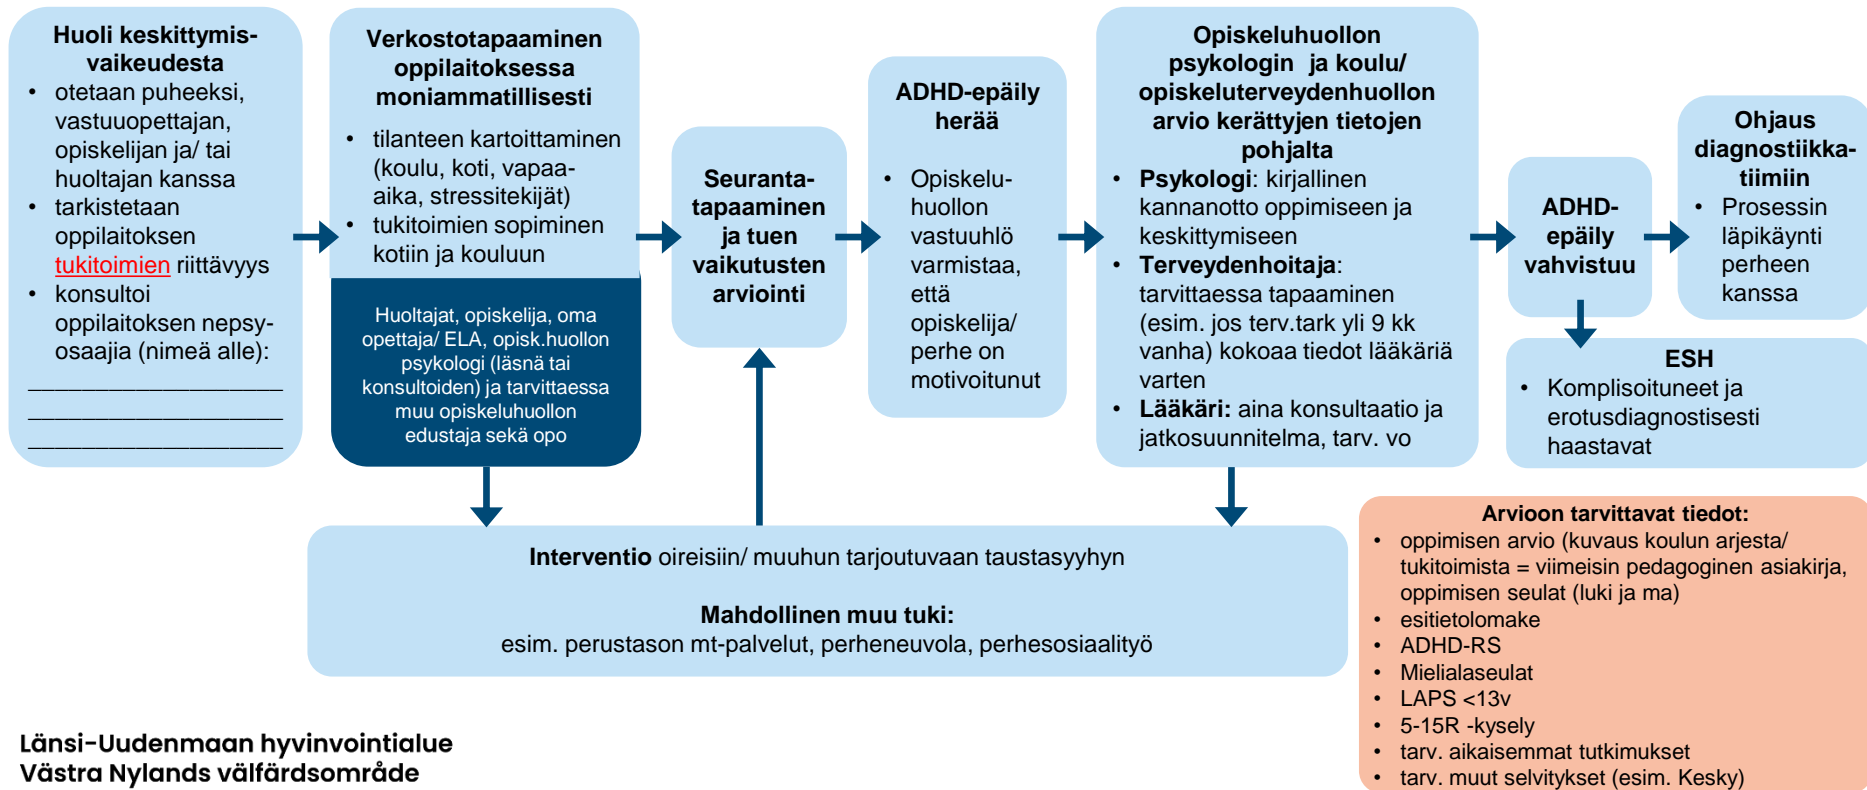 Huoli keskittymis-
vaikeudesta
• otetaan puheeksi,
vastuuopettajan,
opiskelijan ja/ tai
huoltajan kanssa
• tarkistetaan
oppilaitoksen
tukitoimien riittävyys
• konsultoi
oppilaitoksen nepsy-
osaajia (nimeä alle):
_____________________
_____________________
_____________________
Verkostotapaaminen
oppilaitoksessa
moniammatillisesti
• tilanteen kartoittaminen
(koulu, koti, vapaa-
aika, stressitekijät)
• tukitoimien sopiminen
kotiin ja kouluun
Huoltajat, opiskelija, oma
opettaja/ ELA, opisk.huollon
psykologi (läsnä tai
konsultoiden) ja tarvittaessa
muu opiskeluhuollon
edustaja sekä opo
Seuranta-
tapaaminen
ja tuen
vaikutusten
arviointi
ADHD-epäily
herää
• Opiskelu-
huollon
vastuuhlö
varmistaa,
että
opiskelija/
perhe on
motivoitunut
Opiskeluhuollon
psykologin ja koulu/
opiskeluterveydenhuollon
arvio kerättyjen tietojen
pohjalta
• Psykologi: kirjallinen
kannanotto oppimiseen ja
keskittymiseen
• Terveydenhoitaja:
tarvittaessa tapaaminen
(esim. jos terv.tark yli 9 kk
vanha) kokoaa tiedot lääkäriä
varten
• Lääkäri: aina konsultaatio ja
jatkosuunnitelma, tarv. vo
ADHD-
epäily
vahvistuu
Ohjaus
diagnostiikka-
tiimiin
• Prosessin
läpikäynti
perheen
kanssa
ESH
• Komplisoituneet ja
erotusdiagnostisesti
haastavat
Interventio oireisiin/ muuhun tarjoutuvaan taustasyyhyn
Mahdollinen muu tuki:
esim. perustason mt-palvelut, perheneuvola, perhesosiaalityö
Arvioon tarvittavat tiedot:
• oppimisen arvio (kuvaus koulun arjesta/
tukitoimista = viimeisin pedagoginen asiakirja,
oppimisen seulat (luki ja ma)
• esitietolomake
• ADHD-RS
• Mielialaseulat
• LAPS <13v
• 5-15R -kysely
• tarv. aikaisemmat tutkimukset
• tarv. muut selvitykset (esim. Kesky)
Länsi-Uudenmaan hyvinvointialue
Västra Nylands välfärdsområde